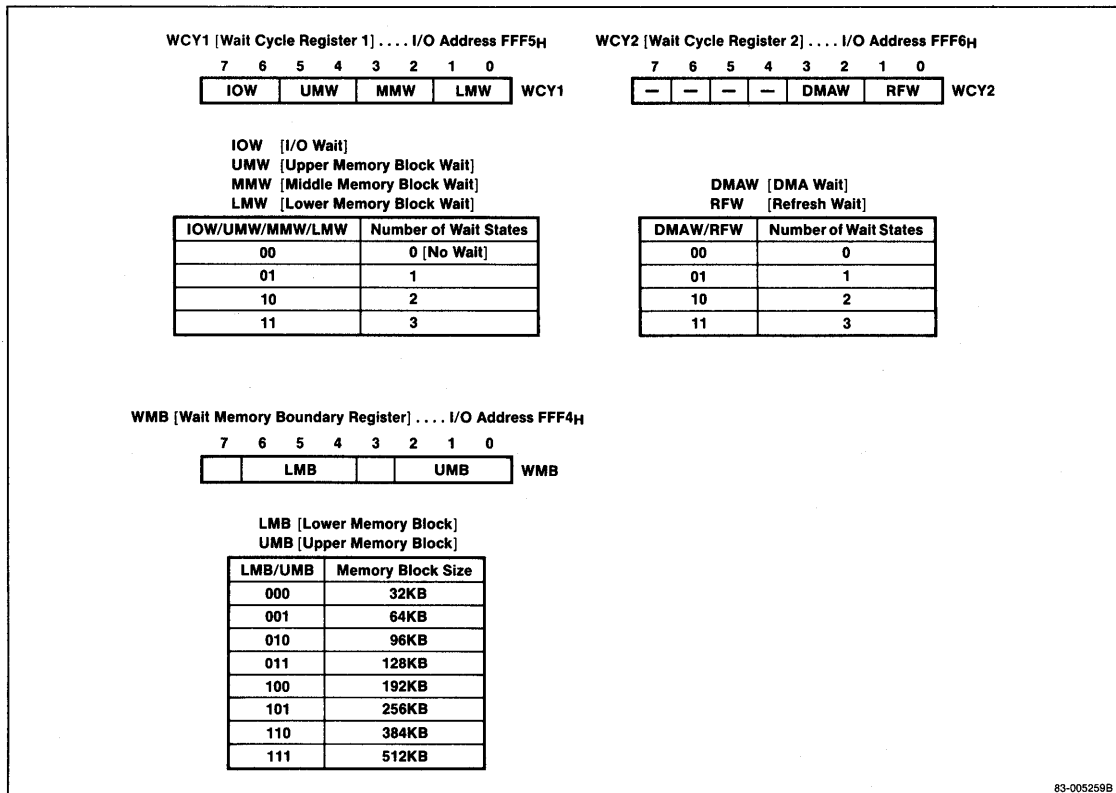 WCY1 [Wait Cycle Register 1] .... I/O Address FFF5H
7 6 5 4 3 2 1 0
IOW UMW MMW LMW WCY1
IOW [I/O Wait]
UMW [Upper Memory Block Wait]
MMW [Middle Memory Block Wait]
LMW [Lower Memory Block Wait]
IOW/UMW/MMW/LMW Number of Wait States
00 0 [No Wait]
01 1
10 2
11 3
WCY2 [Wait Cycle Register 2] .... I/O Address FFF6H
7 6 5 4 3 2 1 0
— — — — DMAW RFW WCY2
DMAW [DMA Wait]
RFW [Refresh Wait]
DMAW/RFW Number of Wait States
00 0
01 1
10 2
11 3
WMB [Wait Memory Boundary Register] .... I/O Address FFF4H
7 6 5 4 3 2 1 0
LMB UMB WMB
LMB [Lower Memory Block]
UMB [Upper Memory Block]
LMB/UMB Memory Block Size
000 32KB
001 64KB
010 96KB
011 128KB
100 192KB
101 256KB
110 384KB
111 512KB
83-005259B